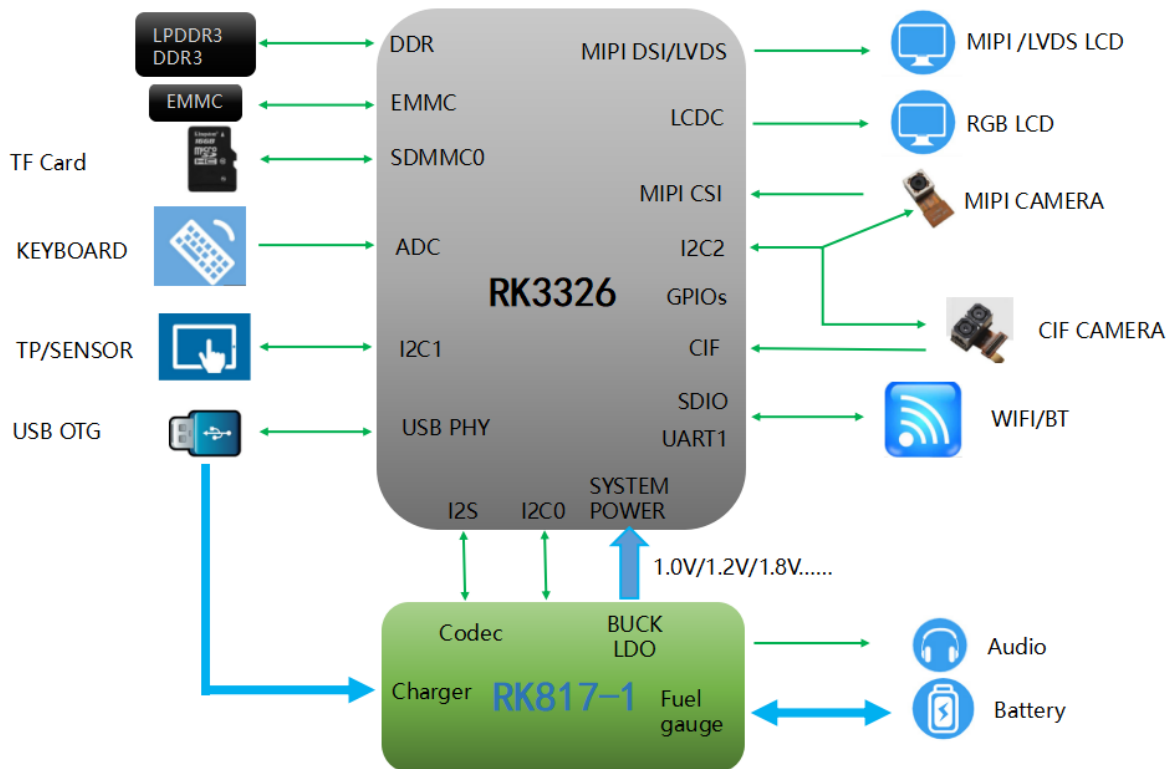 LPDDR3
DDR3
DDR
MIPI DSI/LVDS
MIPI /LVDS LCD
EMMC
EMMC
LCDC
RGB LCD
TF Card
SDMMC0
MIPI CSI
MIPI CAMERA
KEYBOARD
ADC
I2C2
RK3326
GPIOs
TP/SENSOR
I2C1
CIF
CIF CAMERA
USB OTG
USB PHY
SDIO
UART1
WIFI/BT
I2S
I2C0
SYSTEM
POWER
1.0V/1.2V/1.8V......
Codec
BUCK
LDO
Audio
Charger
RK817-1
Fuel
gauge
Battery